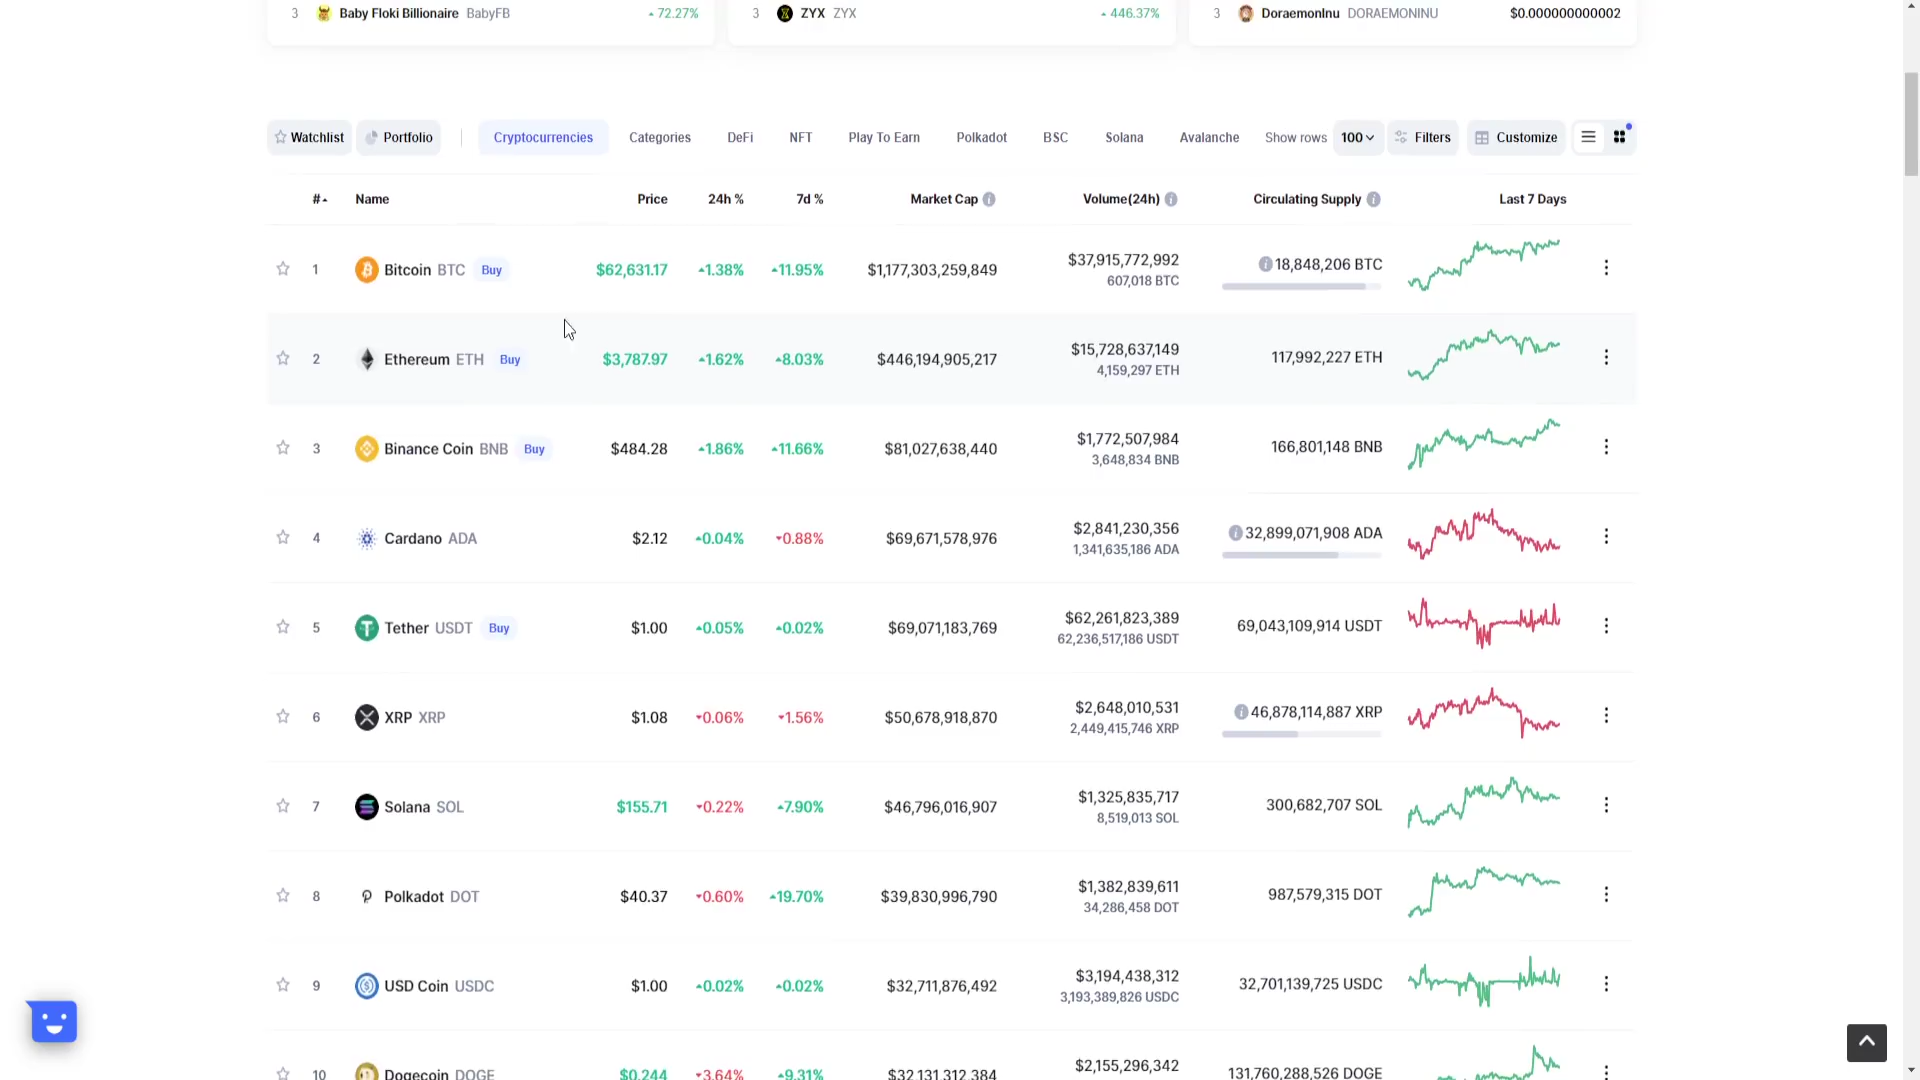 3 Baby Floki Billionaire BabyFB 72.27% 3 ZYX ZYX 446.37% 3 DoraemonInu DORAEMONINU $0.000000000002
Watchlist Portfolio Cryptocurrencies Categories DeFi NFT Play To Earn Polkadot BSC Solana Avalanche Show rows 100 Filters Customize
# Name Price 24h % 7d % Market Cap Volume(24h) Circulating Supply Last 7 Days
1 Bitcoin BTC Buy $62,631.17 1.38% 11.95% $1,177,303,259,849 $37,915,772,992 18,848,206 BTC
607,018 BTC
2 Ethereum ETH Buy $3,787.97 1.62% 8.03% $446,194,905,217 $15,728,637,149 117,992,227 ETH
4,159,297 ETH
3 Binance Coin BNB Buy $484.28 1.86% 11.66% $81,027,638,440 $1,772,507,984 166,801,148 BNB
3,648,834 BNB
4 Cardano ADA $2.12 0.04% 0.88% $69,671,578,976 $2,841,230,356 32,899,071,908 ADA
1,341,635,186 ADA
5 Tether USDT Buy $1.00 0.05% 0.02% $69,071,183,769 $62,261,823,389 69,043,109,914 USDT
62,236,517,186 USDT
6 XRP XRP $1.08 0.06% 1.56% $50,678,918,870 $2,648,010,531 46,878,114,887 XRP
2,449,415,746 XRP
7 Solana SOL $155.71 0.22% 7.90% $46,796,016,907 $1,325,835,717 300,682,707 SOL
8,519,013 SOL
8 Polkadot DOT $40.37 0.60% 19.70% $39,830,996,790 $1,382,839,611 987,579,315 DOT
34,286,458 DOT
9 USD Coin USDC $1.00 0.02% 0.02% $32,711,876,492 $3,194,438,312 32,701,139,725 USDC
3,193,389,826 USDC
10 Dogecoin DOGE $0.244 3.64% 9.31% $32,131,312,384 $2,155,296,342 131,760,288,526 DOGE